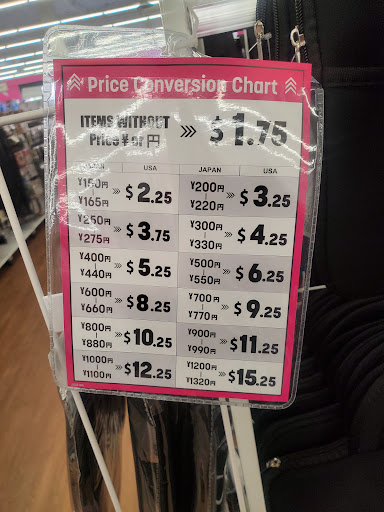 Price Conversion Chart
ITEMS WITHOUT
Price ¥ or 円 >>> $1.75
USA JAPAN USA
¥150円 - ¥165円 >>> $2.25 ¥200円 - ¥220円 >>> $3.25
¥250円 - ¥275円 >>> $3.75 ¥300円 - ¥330円 >>> $4.25
¥400円 - ¥440円 >>> $5.25 ¥500円 - ¥550円 >>> $6.25
¥600円 - ¥660円 >>> $8.25 ¥700円 - ¥770円 >>> $9.25
¥800円 - ¥880円 >>> $10.25 ¥900円 - ¥990円 >>> $11.25
¥1000円 - ¥1100円 >>> $12.25 ¥1200円 - ¥1320円 >>> $15.25